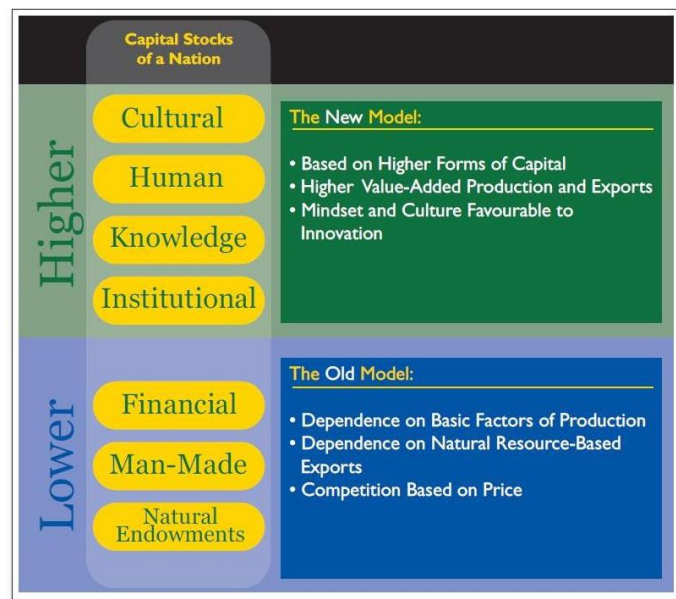 Capital Stocks
of a Nation
Higher
Cultural
Human
Knowledge
Institutional
The New Model:
• Based on Higher Forms of Capital
• Higher Value-Added Production and Exports
• Mindset and Culture Favourable to
Innovation
Lower
Financial
Man-Made
Natural
Endowments
The Old Model:
• Dependence on Basic Factors of Production
• Dependence on Natural Resource-Based
Exports
• Competition Based on Price